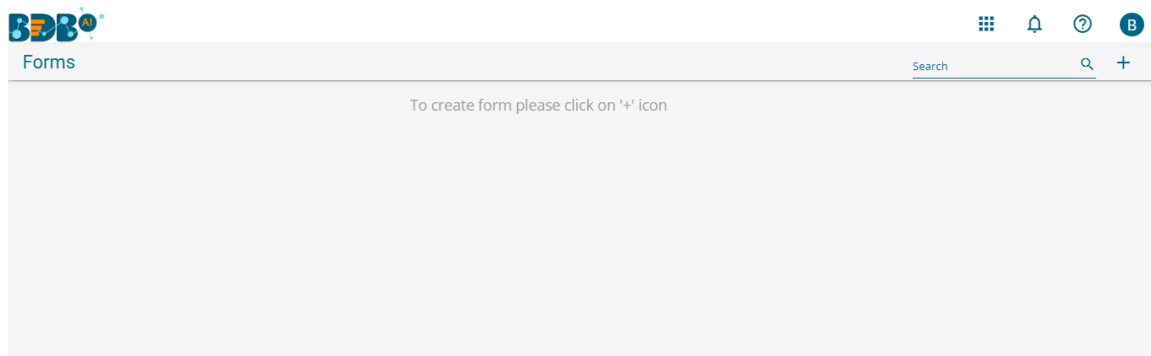 BDB AI
B
Forms
Search
To create form please click on '+' icon